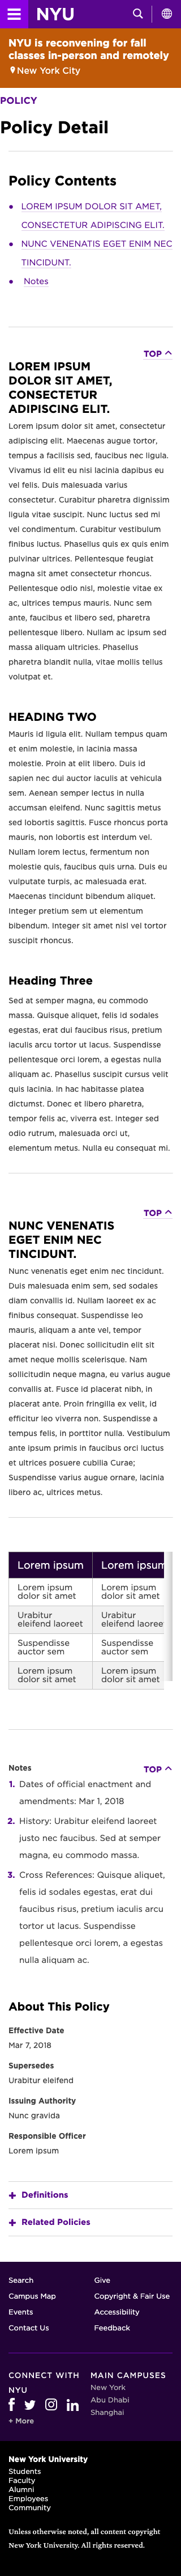 NYU
NYU is reconvening for fall
classes in-person and remotely
New York City
POLICY
Policy Detail
Policy Contents
LOREM IPSUM DOLOR SIT AMET,
CONSECTETUR ADIPISCING ELIT.
NUNC VENENATIS EGET ENIM NEC
TINCIDUNT.
Notes
TOP
LOREM IPSUM
DOLOR SIT AMET,
CONSECTETUR
ADIPISCING ELIT.
Lorem ipsum dolor sit amet, consectetur
adipiscing elit. Maecenas augue tortor,
tempus a facilisis sed, faucibus nec ligula.
Vivamus id elit eu nisi lacinia dapibus eu
vel felis. Duis malesuada varius
consectetur. Curabitur pharetra dignissim
ligula vitae suscipit. Nunc luctus sed mi
vel condimentum. Curabitur vestibulum
finibus luctus. Phasellus quis ex quis enim
pulvinar ultrices. Pellentesque feugiat
magna sit amet consectetur rhoncus.
Pellentesque odio nisl, molestie vitae ex
ac, ultrices tempus mauris. Nunc sem
ante, faucibus et libero sed, pharetra
pellentesque libero. Nullam ac ipsum sed
massa aliquam ultricies. Phasellus
pharetra blandit nulla, vitae mollis tellus
volutpat et.
HEADING TWO
Mauris id ligula elit. Nullam tempus quam
et enim molestie, in lacinia massa
molestie. Proin at elit libero. Duis id
sapien nec dui auctor iaculis at vehicula
sem. Aenean semper lectus in nulla
accumsan eleifend. Nunc sagittis metus
sed lobortis sagittis. Fusce rhoncus porta
mauris, non lobortis est interdum vel.
Nullam lorem lectus, fermentum non
molestie quis, faucibus quis urna. Duis eu
vulputate turpis, ac malesuada erat.
Maecenas tincidunt bibendum aliquet.
Integer pretium sem ut elementum
bibendum. Integer sit amet nisl vel tortor
suscipit rhoncus.
Heading Three
Sed at semper magna, eu commodo
massa. Quisque aliquet, felis id sodales
egestas, erat dui faucibus risus, pretium
iaculis arcu tortor ut lacus. Suspendisse
pellentesque orci lorem, a egestas nulla
aliquam ac. Phasellus suscipit cursus velit
quis lacinia. In hac habitasse platea
dictumst. Donec et libero pharetra,
tempor felis ac, viverra est. Integer sed
odio rutrum, malesuada orci ut,
elementum metus. Nulla eu consequat mi.
TOP
NUNC VENENATIS
EGET ENIM NEC
TINCIDUNT.
Nunc venenatis eget enim nec tincidunt.
Duis malesuada enim sem, sed sodales
diam convallis id. Nullam laoreet ex ac
finibus consequat. Suspendisse leo
mauris, aliquam a ante vel, tempor
placerat nisi. Donec sollicitudin elit sit
amet neque mollis scelerisque. Nam
sollicitudin neque magna, eu varius augue
convallis at. Fusce id placerat nibh, in
placerat ante. Proin fringilla ex velit, id
efficitur leo viverra non. Suspendisse a
tempus felis, in porttitor nulla. Vestibulum
ante ipsum primis in faucibus orci luctus
et ultrices posuere cubilia Curae;
Suspendisse varius augue ornare, lacinia
libero ac, ultricies metus.
Lorem ipsum Lorem ipsum
Lorem ipsum Lorem ipsum
dolor sit amet dolor sit amet
Urabitur Urabitur
eleifend laoreet eleifend laoreet
Suspendisse Suspendisse
auctor sem auctor sem
Lorem ipsum Lorem ipsum
dolor sit amet dolor sit amet
Notes
TOP
1. Dates of official enactment and
amendments: Mar 1, 2018
2. History: Urabitur eleifend laoreet
justo nec faucibus. Sed at semper
magna, eu commodo massa.
3. Cross References: Quisque aliquet,
felis id sodales egestas, erat dui
faucibus risus, pretium iaculis arcu
tortor ut lacus. Suspendisse
pellentesque orci lorem, a egestas
nulla aliquam ac.
About This Policy
Effective Date
Mar 7, 2018
Supersedes
Urabitur eleifend
Issuing Authority
Nunc gravida
Responsible Officer
Lorem ipsum
+ Definitions
+ Related Policies
Search Give
Campus Map Copyright & Fair Use
Events Accessibility
Contact Us Feedback
CONNECT WITH
NYU
+ More
MAIN CAMPUSES
New York
Abu Dhabi
Shanghai
New York University
Students
Faculty
Alumni
Employees
Community
Unless otherwise noted, all content copyright
New York University. All rights reserved.